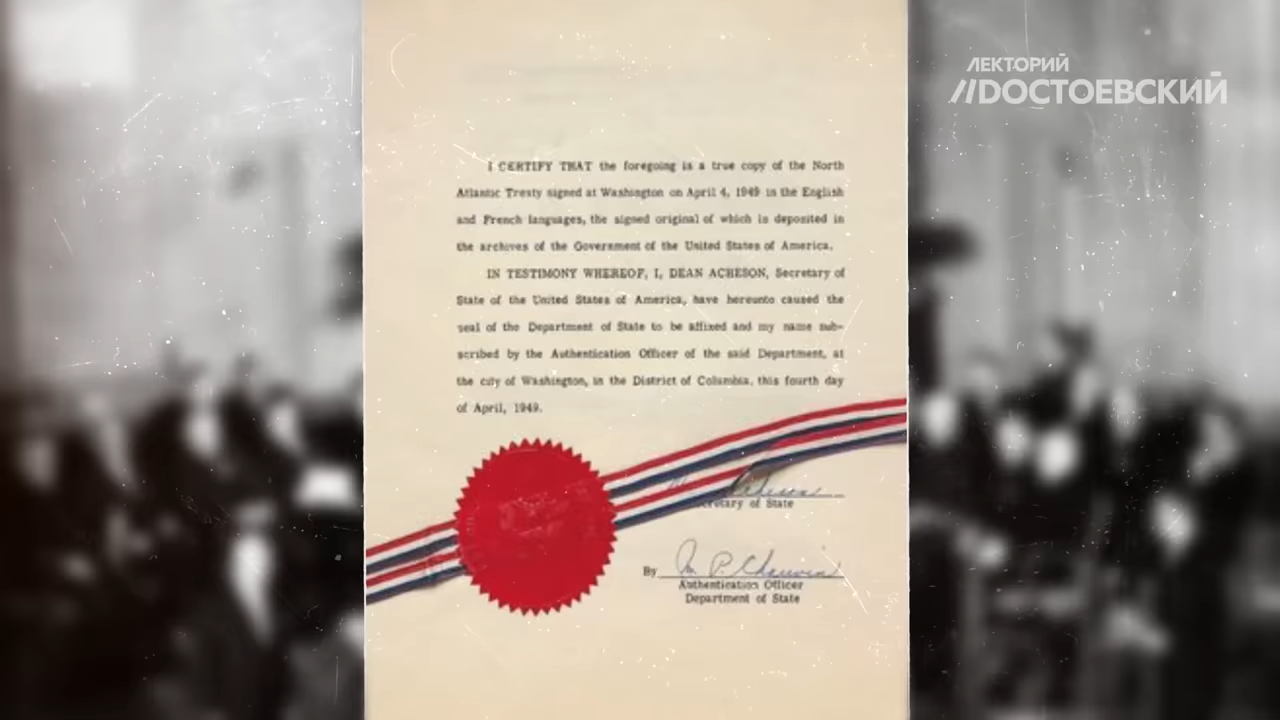 ЛЕКТОРИЙ
//DОСТОЕВСКИЙ
I CERTIFY THAT the foregoing is a true copy of the North
Atlantic Treaty signed at Washington on April 4, 1949 in the English
and French languages, the signed original of which is deposited in
the archives of the Government of the United States of America.
IN TESTIMONY WHEREOF, I, DEAN ACHESON, Secretary of
State of the United States of America, have hereunto caused the
seal of the Department of State to be affixed and my name sub-
scribed by the Authentication Officer of the said Department, at
the city of Washington, in the District of Columbia, this fourth day
of April, 1949.
of State
By M. P. Chauvin
Authentication Officer
Department of State